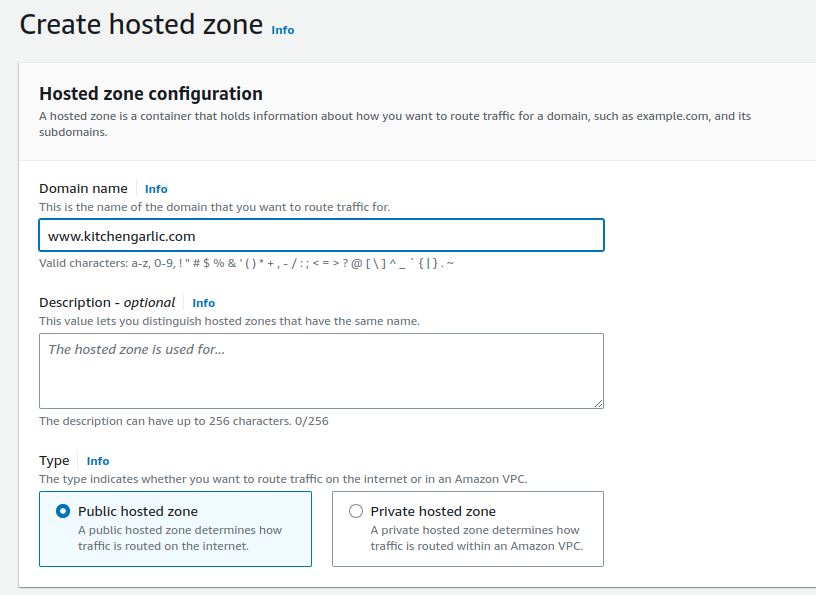 Create hosted zone Info
Hosted zone configuration
A hosted zone is a container that holds information about how you want to route traffic for a domain, such as example.com, and its
subdomains.
Domain name Info
This is the name of the domain that you want to route traffic for.
www.kitchengarlic.com
Valid characters: a-z, 0-9, ! " # $ % & ' ( ) * + , - / : ; < = > ? @ [ \ ] ^ _ ` { | } . ~
Description - optional Info
This value lets you distinguish hosted zones that have the same name.
The hosted zone is used for...
The description can have up to 256 characters. 0/256
Type Info
The type indicates whether you want to route traffic on the internet or in an Amazon VPC.
Public hosted zone
A public hosted zone determines how
traffic is routed on the internet.
Private hosted zone
A private hosted zone determines how
traffic is routed within an Amazon VPC.